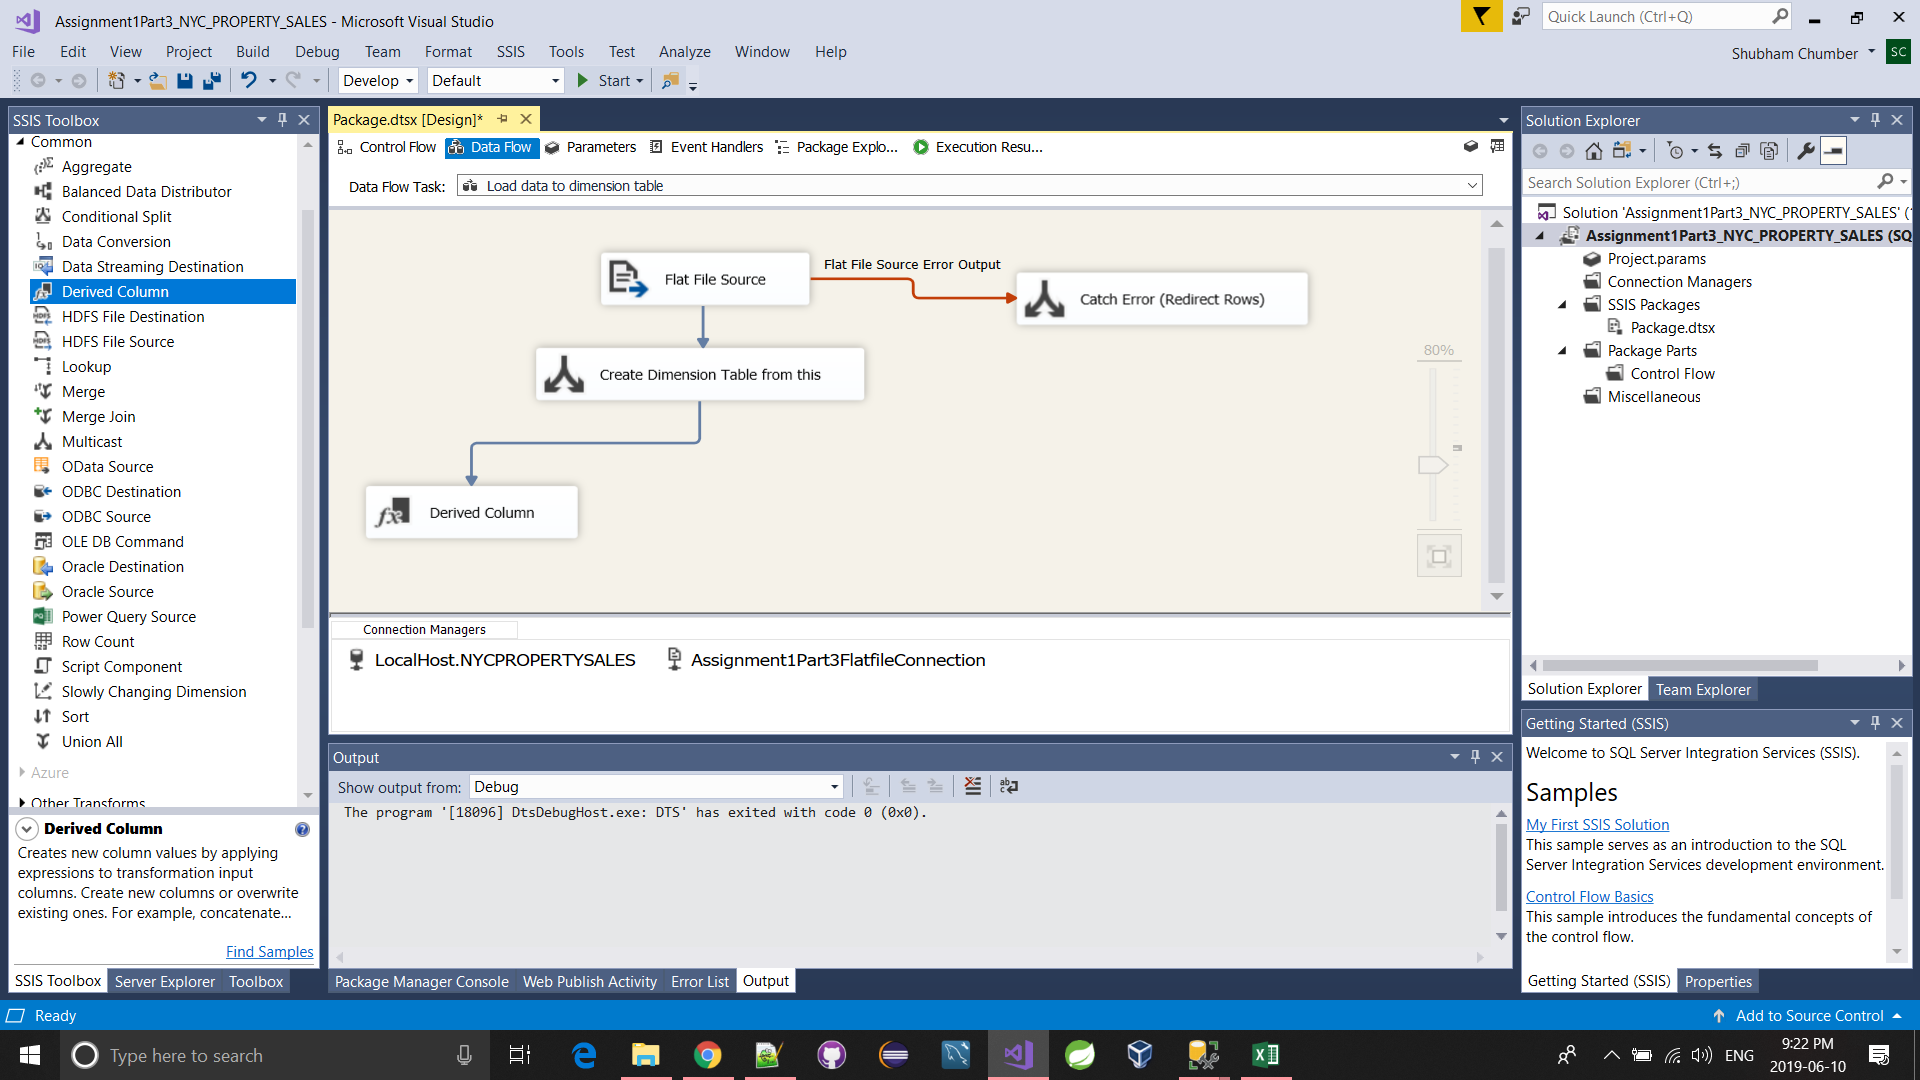 Assignment1Part3_NYC_PROPERTY_SALES - Microsoft Visual Studio
Quick Launch (Ctrl+Q)
File Edit View Project Build Debug Team Format SSIS Tools Test Analyze Window Help
Shubham Chumber SC
Develop Default Start
SSIS Toolbox
Common
Aggregate
Balanced Data Distributor
Conditional Split
Data Conversion
Data Streaming Destination
Derived Column
HDFS File Destination
HDFS File Source
Lookup
Merge
Merge Join
Multicast
OData Source
ODBC Destination
ODBC Source
OLE DB Command
Oracle Destination
Oracle Source
Power Query Source
Row Count
Script Component
Slowly Changing Dimension
Sort
Union All
Azure
Other Transforms
Derived Column
Creates new column values by applying
expressions to transformation input
columns. Create new columns or overwrite
existing ones. For example, concatenate...
Find Samples
SSIS Toolbox Server Explorer Toolbox
Package.dtsx [Design]*
Control Flow Data Flow Parameters Event Handlers Package Explo... Execution Resu...
Data Flow Task: Load data to dimension table
Flat File Source
Flat File Source Error Output
Catch Error (Redirect Rows)
Create Dimension Table from this
Derived Column
80%
Connection Managers
LocalHost.NYCPROPERTYSALES Assignment1Part3FlatfileConnection
Output
Show output from: Debug
The program '[18096] DtsDebugHost.exe: DTS' has exited with code 0 (0x0).
Package Manager Console Web Publish Activity Error List Output
Solution Explorer
Search Solution Explorer (Ctrl+;)
Solution 'Assignment1Part3_NYC_PROPERTY_SALES' (
Assignment1Part3_NYC_PROPERTY_SALES (SQ
Project.params
Connection Managers
SSIS Packages
Package.dtsx
Package Parts
Control Flow
Miscellaneous
Solution Explorer Team Explorer
Getting Started (SSIS)
Welcome to SQL Server Integration Services (SSIS).
Samples
My First SSIS Solution
This sample serves as an introduction to the SQL
Server Integration Services development environment.
Control Flow Basics
This sample introduces the fundamental concepts of
the control flow.
Getting Started (SSIS) Properties
Ready
Add to Source Control
Type here to search
ENG
9:22 PM
2019-06-10